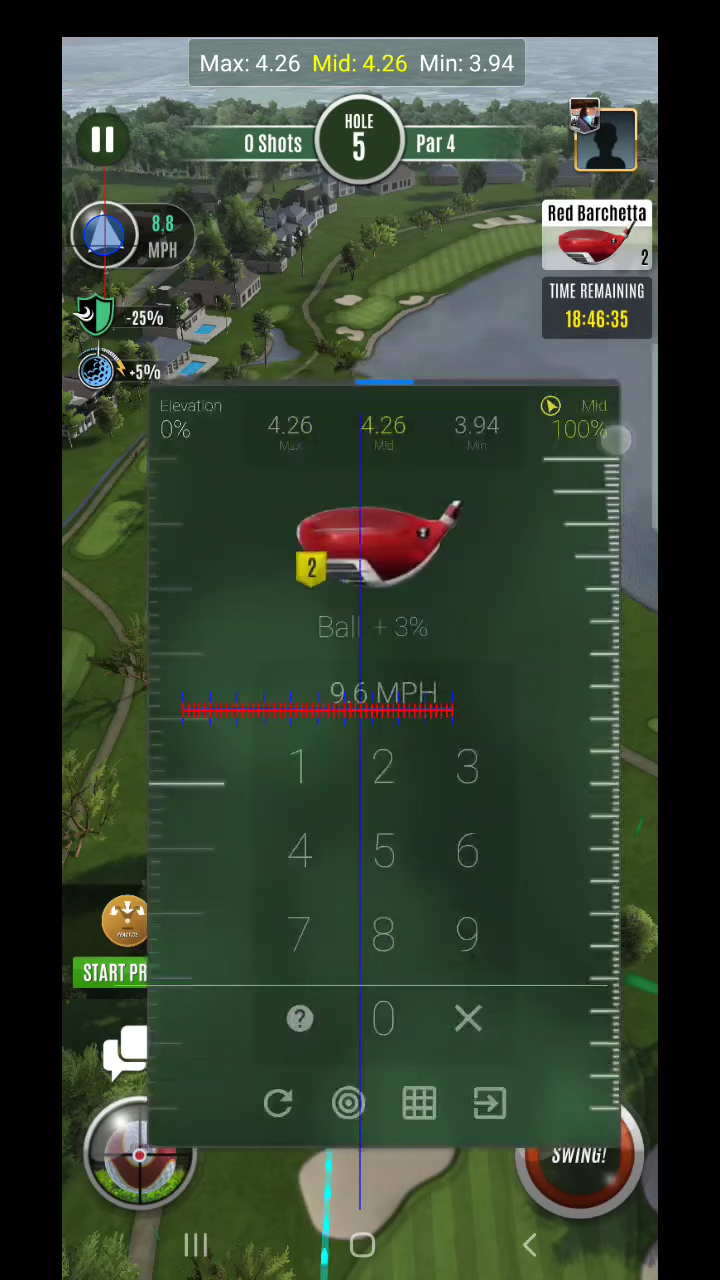 Max: 4.26 Mid: 4.26 Min: 3.94
HOLE
5
0 Shots
Par 4
8.8
MPH
Red Barchetta
2
TIME REMAINING
18:46:35
-25%
+5%
Elevation
0%
4.26
Max
4.26
Mid
3.94
Min
Mid
100%
2
Ball + 3%
9.6 MPH
1 2 3
4 5 6
7 8 9
? 0
PRACTICE
START PR
SWING!